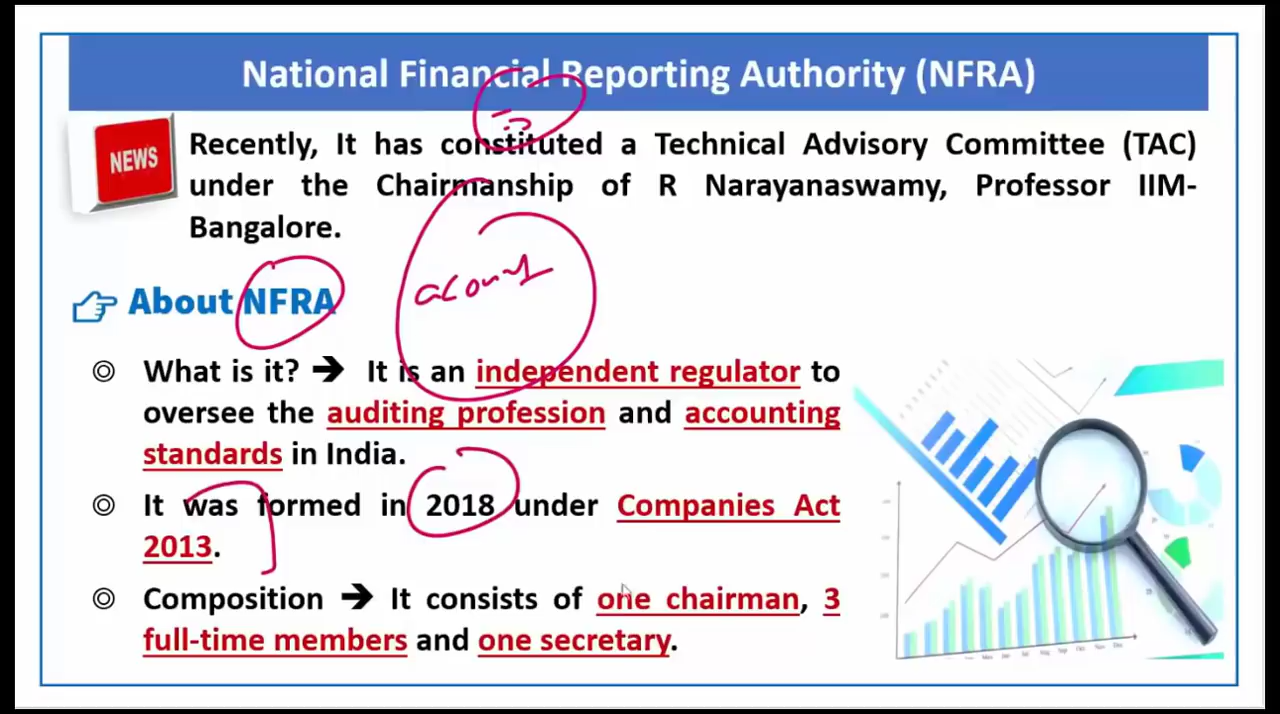 National Financial Reporting Authority (NFRA)
NEWS
Recently, It has constituted a Technical Advisory Committee (TAC)
under the Chairmanship of R Narayanaswamy, Professor IIM-
Bangalore.
About NFRA
What is it? ➔ It is an independent regulator to
oversee the auditing profession and accounting
standards in India.
It was formed in 2018 under Companies Act
2013.
Composition ➔ It consists of one chairman, 3
full-time members and one secretary.